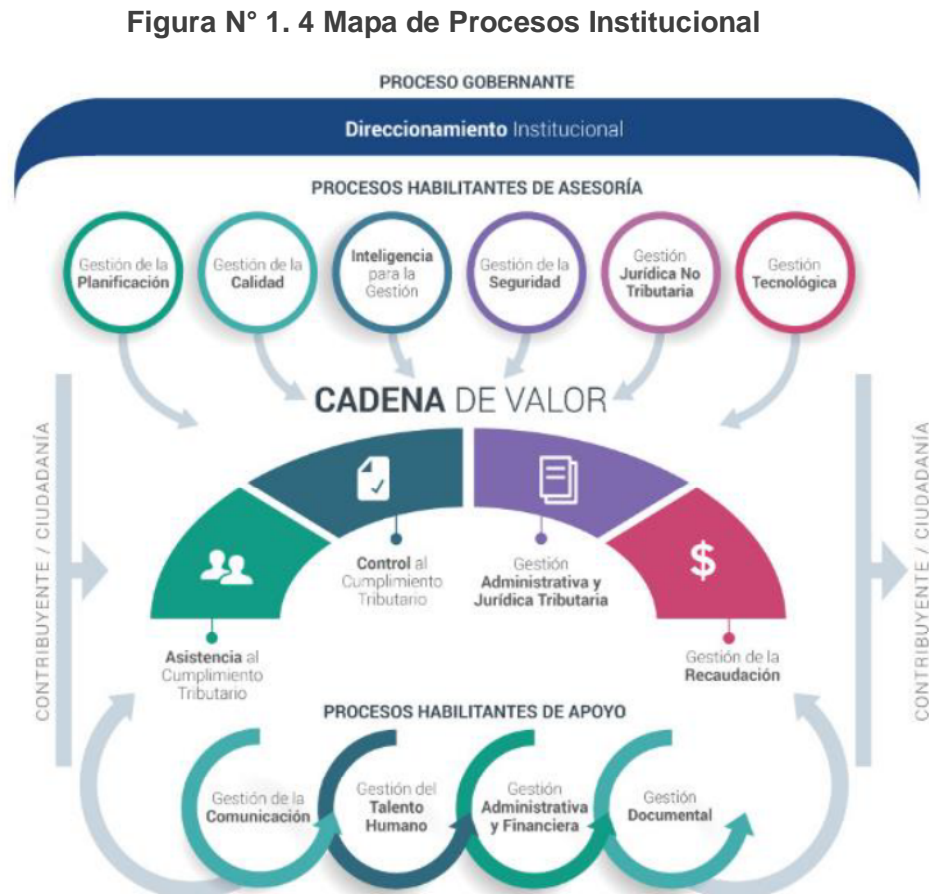 Figura N° 1. 4 Mapa de Procesos Institucional
PROCESO GOBERNANTE
Direccionamiento Institucional
PROCESOS HABILITANTES DE ASESORÍA
Gestión de la
Planificación
Gestión de la
Calidad
Inteligencia
para la
Gestión
Gestión de la
Seguridad
Gestión
Jurídica No
Tributaria
Gestión
Tecnológica
CADENA DE VALOR
CONTRIBUYENTE / CIUDADANÍA
Asistencia al
Cumplimiento
Tributario
Control al
Cumplimiento
Tributario
Gestión
Administrativa y
Jurídica Tributaria
$
Gestión de la
Recaudación
CONTRIBUYENTE / CIUDADANÍA
PROCESOS HABILITANTES DE APOYO
Gestión de la
Comunicación
Gestión del
Talento
Humano
Gestión
Administrativa
y Financiera
Gestión
Documental